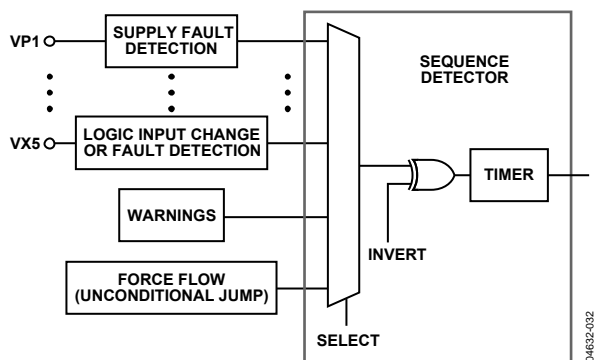 VP1
SUPPLY FAULT
DETECTION
SEQUENCE
DETECTOR
VX5
LOGIC INPUT CHANGE
OR FAULT DETECTION
TIMER
WARNINGS
INVERT
FORCE FLOW
(UNCONDITIONAL JUMP)
SELECT
04632-032